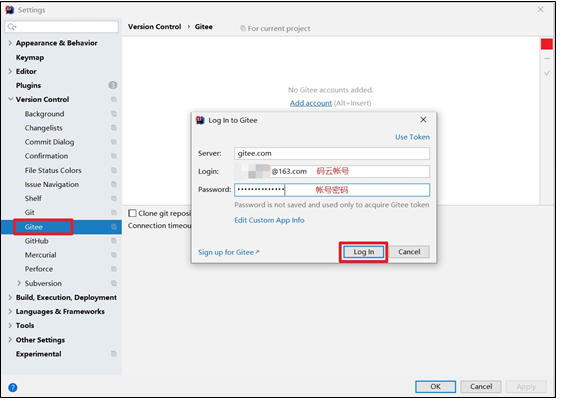 Settings
Version Control › Gitee
For current project
Appearance & Behavior
Keymap
Editor
Plugins
3
Version Control
Background
Changelists
Commit Dialog
Confirmation
File Status Colors
Issue Navigation
Shelf
Git
Gitee
GitHub
Mercurial
Perforce
Subversion
Build, Execution, Deployment
Languages & Frameworks
Tools
Other Settings
Experimental
No Gitee accounts added.
Add account (Alt+Insert)
Log In to Gitee
Use Token
Server: gitee.com
Login: @163.com 码云帐号
Password: •••••••••••••• 帐号密码
Password is not saved and used only to acquire Gitee token
Edit Custom App Info
Sign up for Gitee
Log In
Cancel
Clone git reposi
Connection timeou
?
OK
Cancel
Apply